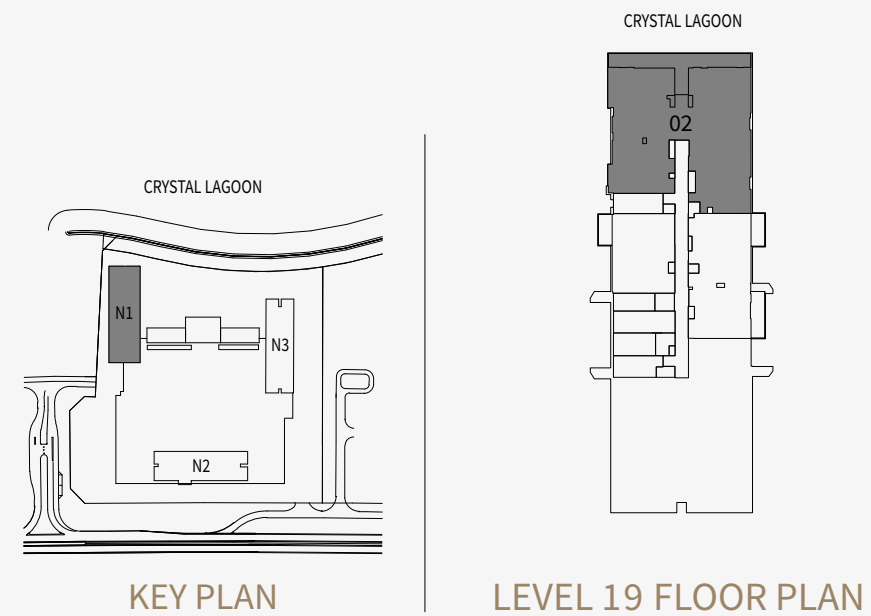 CRYSTAL LAGOON
N1
N3
N2
KEY PLAN
CRYSTAL LAGOON
02
LEVEL 19 FLOOR PLAN